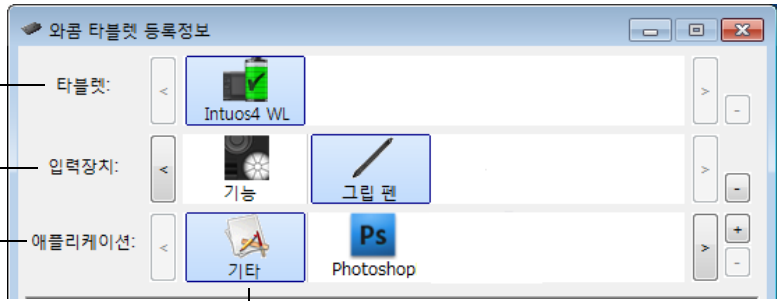 와콤 타블렛 등록정보
타블렛:
Intuos4 WL
입력장치:
기능
그립 펜
애플리케이션:
기타
Ps
Photoshop